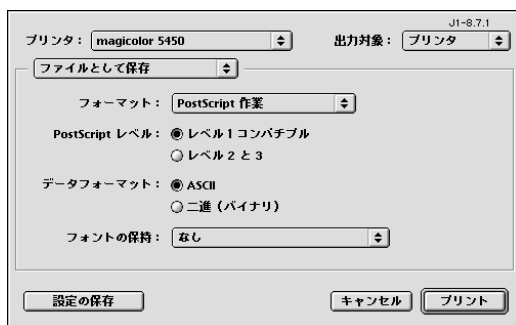 J1-8.7.1
プリンタ： magicolor 5450 出力対象： プリンタ
ファイルとして保存
フォーマット： PostScript 作業
PostScript レベル： レベル 1 コンパチブル
レベル 2 と 3
データフォーマット： ASCII
二進（バイナリ）
フォントの保持： なし
設定の保存 キャンセル プリント